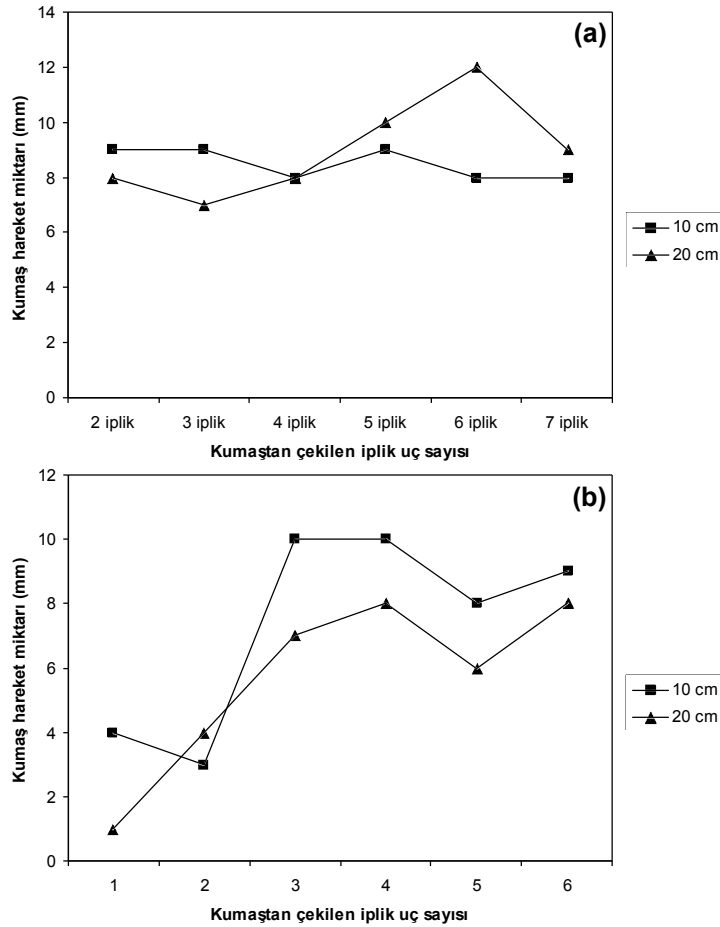 (a)
14
12
10
8
6
4
2
0
Kumaş hareket miktarı (mm)
2 iplik 3 iplik 4 iplik 5 iplik 6 iplik 7 iplik
Kumaştan çekilen iplik uç sayısı
10 cm
20 cm
(b)
12
10
8
6
4
2
0
Kumaş hareket miktarı (mm)
1 2 3 4 5 6
Kumaştan çekilen iplik uç sayısı
10 cm
20 cm